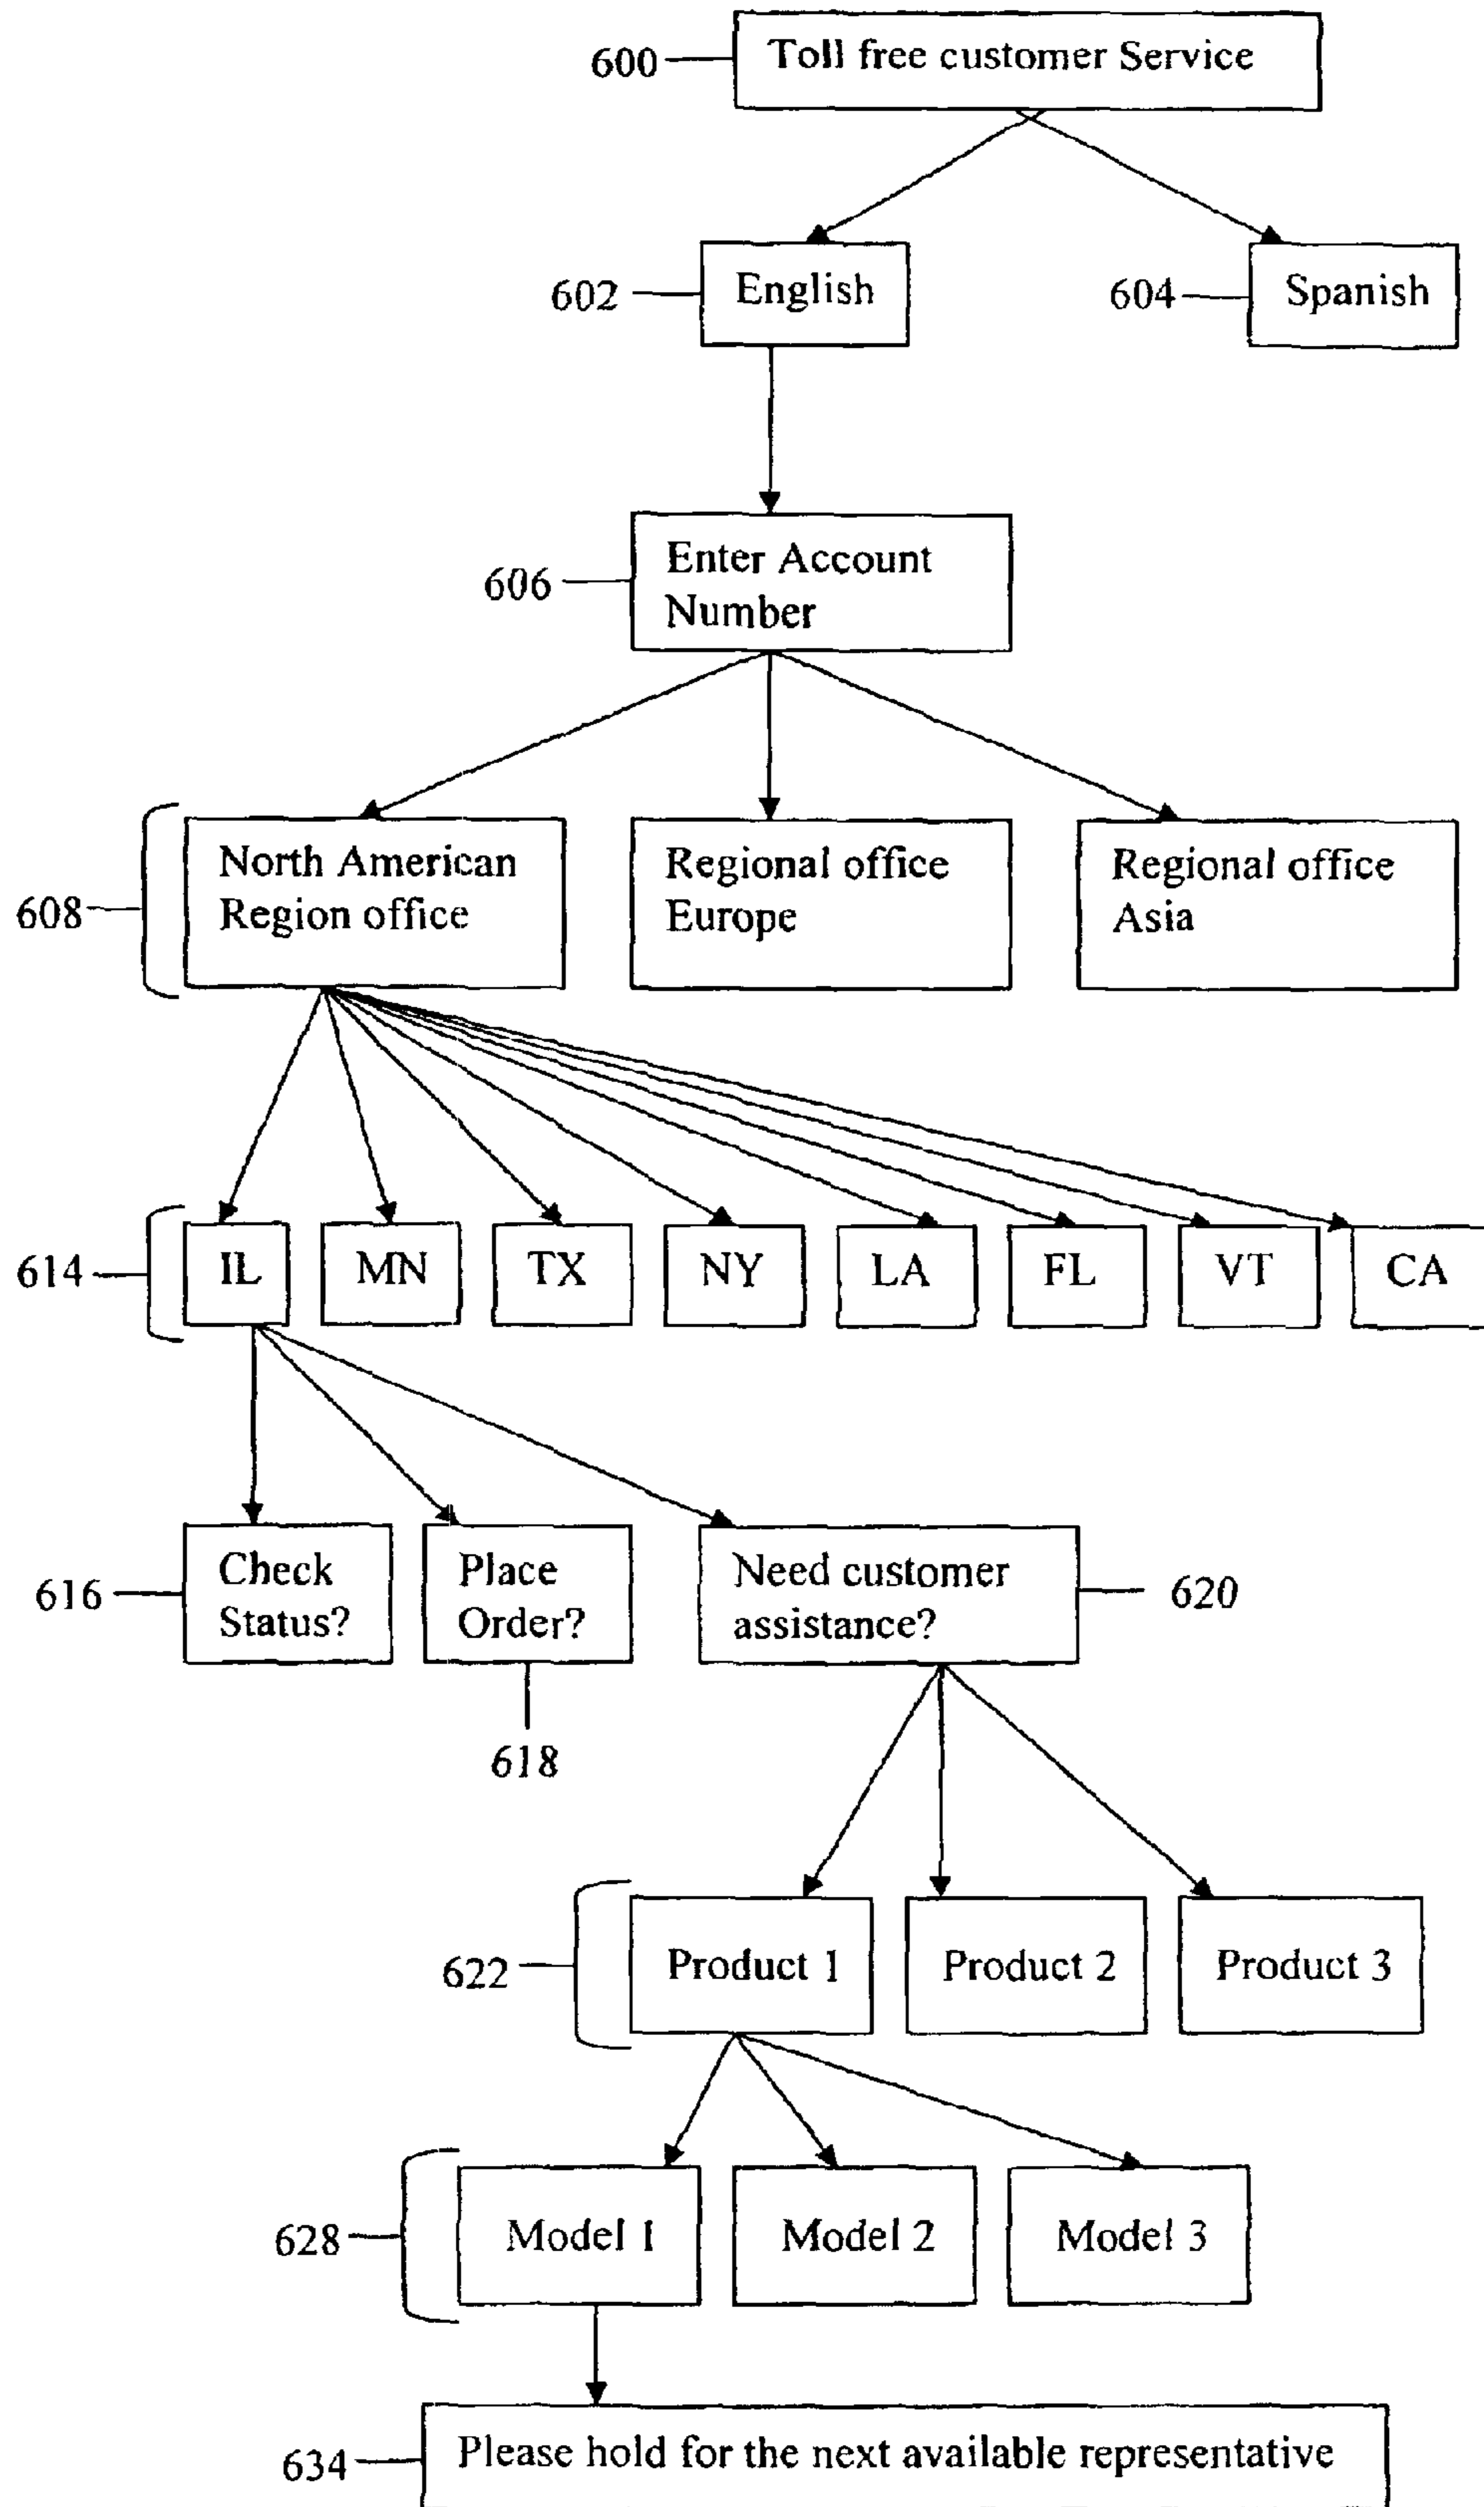 600
Toll free customer Service
602
English
604
Spanish
606
Enter Account
Number
608
North American
Region office
Regional office
Europe
Regional office
Asia
614
IL
MN
TX
NY
LA
FL
VT
CA
616
Check
Status?
Place
Order?
618
Need customer
assistance?
620
622
Product 1
Product 2
Product 3
628
Model 1
Model 2
Model 3
634
Please hold for the next available representative